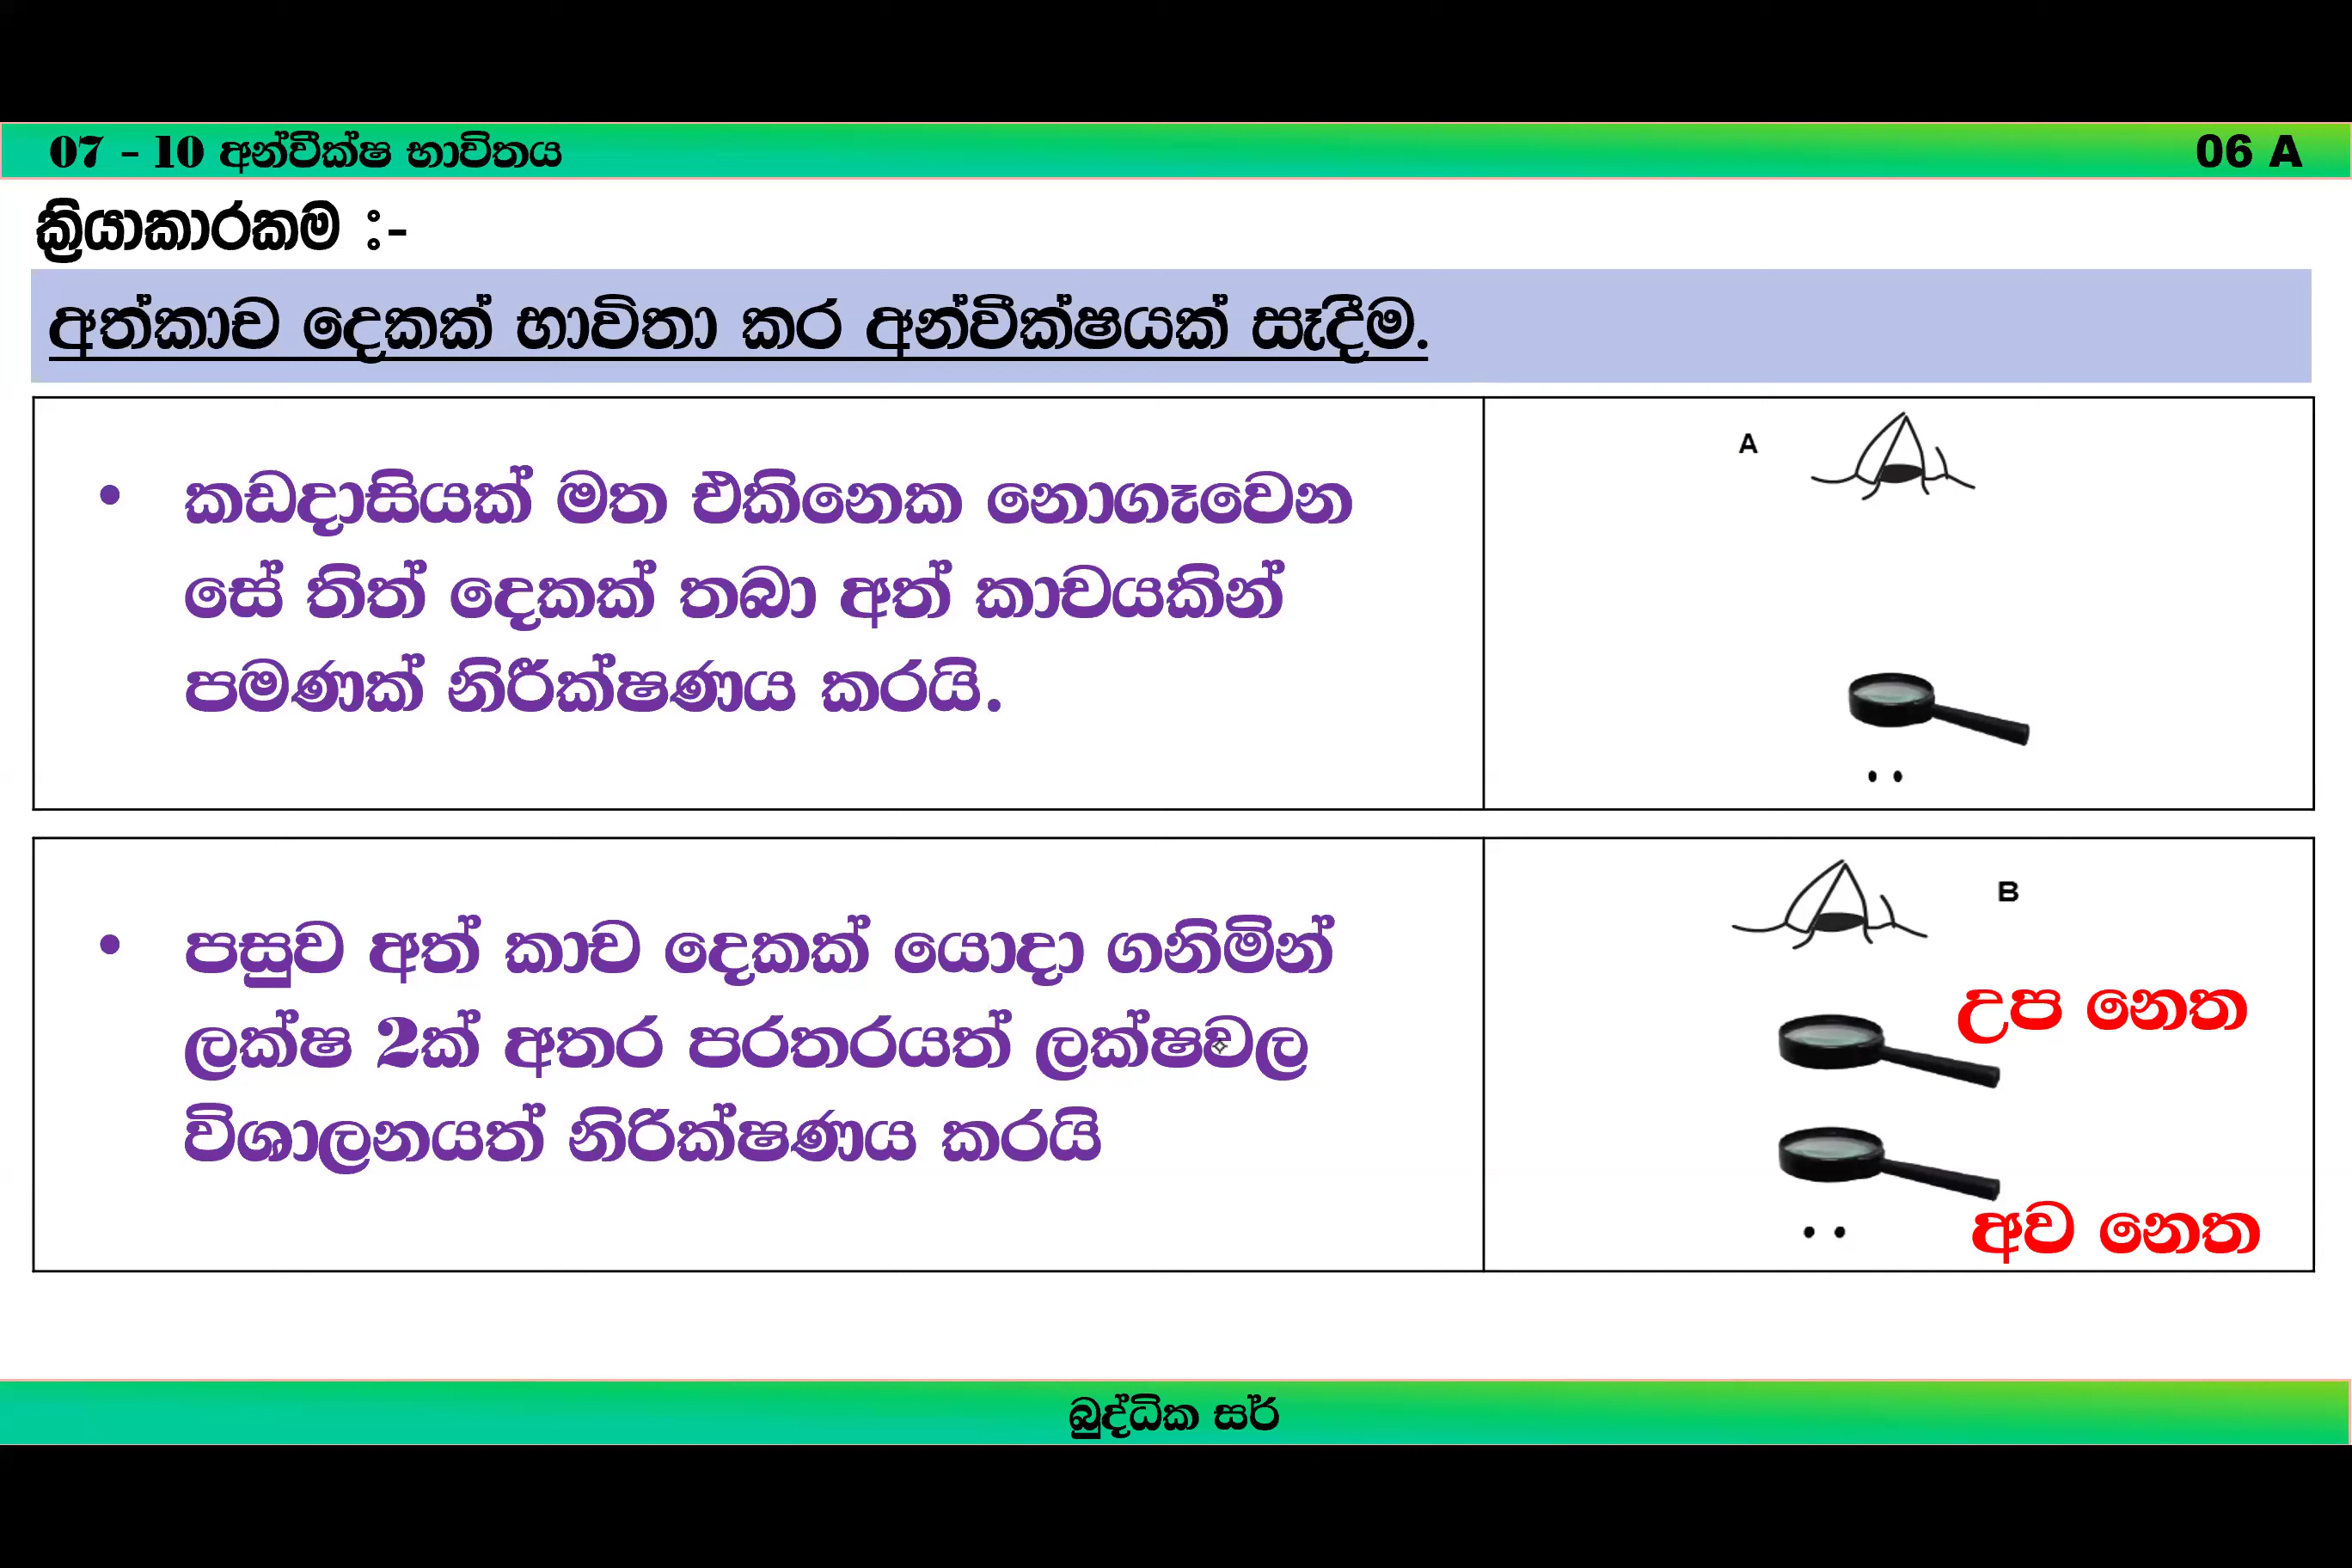 07 - 10 අන්වීක්ෂ භාවිතය
06 A
ක්‍රියාකාරකම :-
අත්කාච දෙකක් භාවිතා කර අන්වීක්ෂයක් සෑදීම.
• කඩදාසියක් මත එකිනෙක නොගෑවෙන
සේ තිත් දෙකක් තබා අත් කාචයකින්
පමණක් නිරීක්ෂණය කරයි.
A
• පසුව අත් කාච දෙකක් යොදා ගනිමින්
ලක්ෂ 2ක් අතර පරතරයත් ලක්ෂවල
විශාලනයත් නිරික්ෂණය කරයි
B
උප නෙත
අව නෙත
බුද්ධික සර්